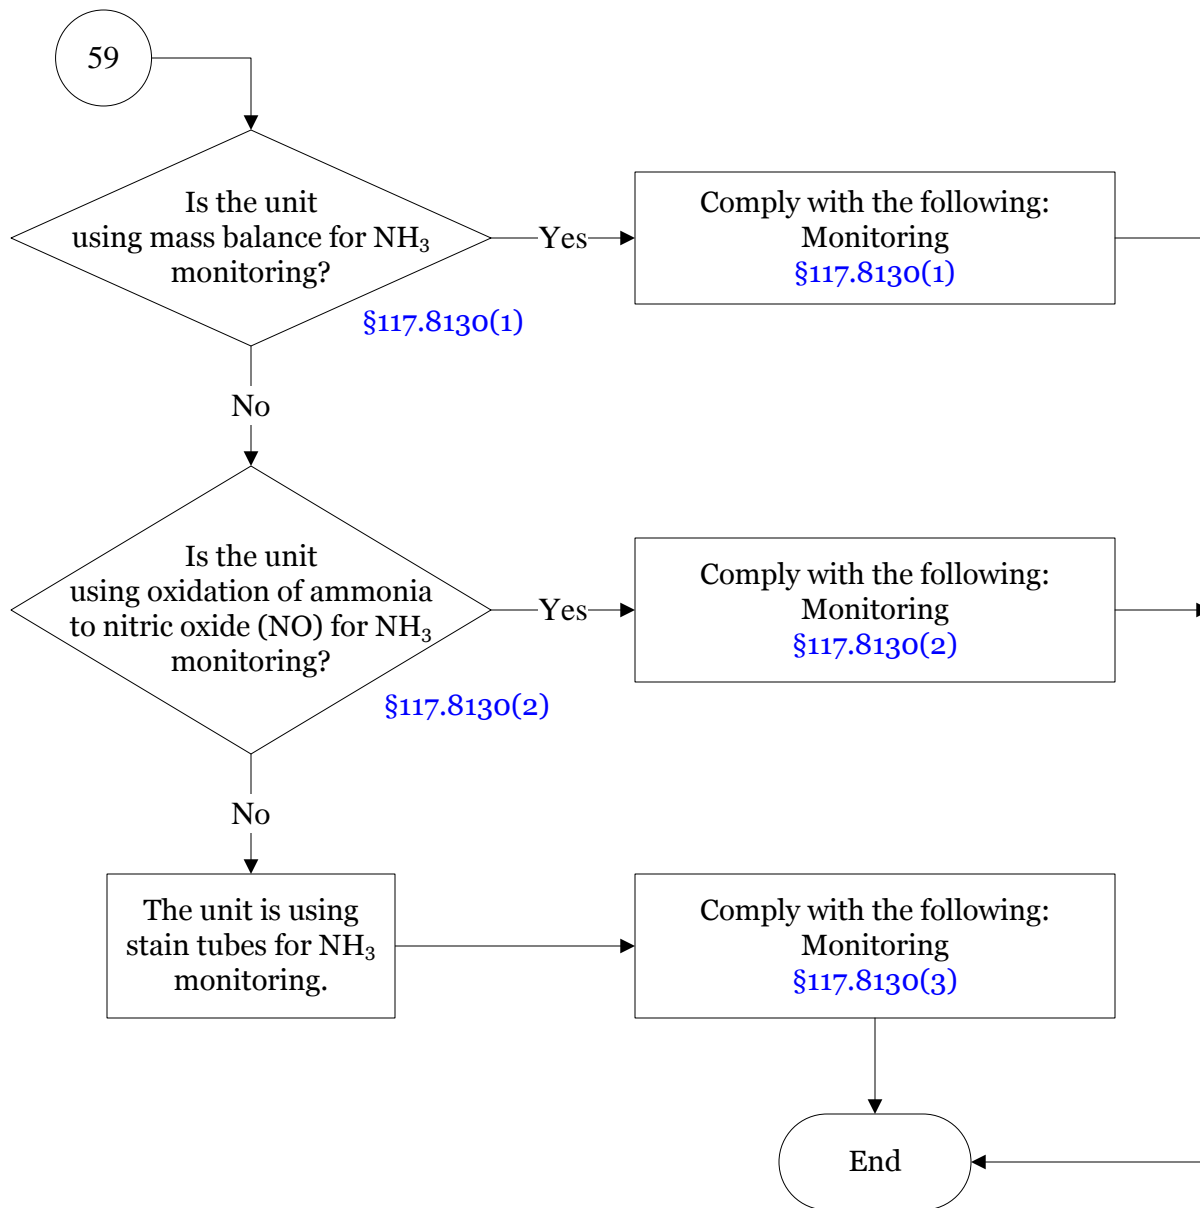 59
Is the unit
using mass balance for NH₃
monitoring?
§117.8130(1)
Yes
Comply with the following:
Monitoring
§117.8130(1)
No
Is the unit
using oxidation of ammonia
to nitric oxide (NO) for NH₃
monitoring?
§117.8130(2)
Yes
Comply with the following:
Monitoring
§117.8130(2)
No
The unit is using
stain tubes for NH₃
monitoring.
Comply with the following:
Monitoring
§117.8130(3)
End